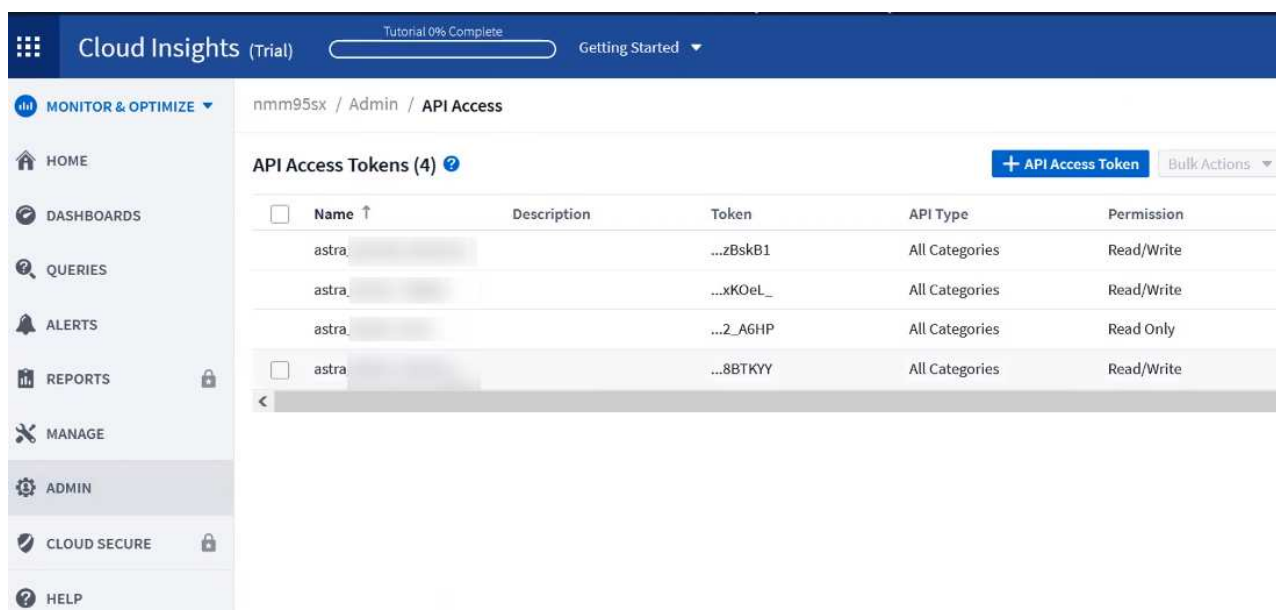 Tutorial 0% Complete
Cloud Insights (Trial)
Getting Started
MONITOR & OPTIMIZE
nmm95sx / Admin / API Access
HOME
API Access Tokens (4)
+ API Access Token
Bulk Actions
DASHBOARDS
Name ↑ Description Token API Type Permission
astra_ ...zBskB1 All Categories Read/Write
QUERIES
astra_ ...xKOeL_ All Categories Read/Write
ALERTS
astra_ ...2_A6HP All Categories Read Only
REPORTS
astra ...8BTKYY All Categories Read/Write
MANAGE
ADMIN
CLOUD SECURE
HELP